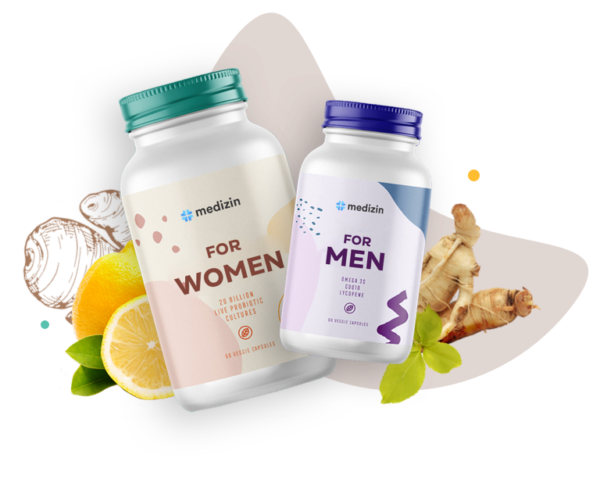 medizin
FOR
WOMEN
20 BILLION
LIVE PROBIOTIC
CULTURES
60 VEGGIE CAPSULES
medizin
FOR
MEN
OMEGA 3S
COQ10
LYCOPENE
60 VEGGIE CAPSULES